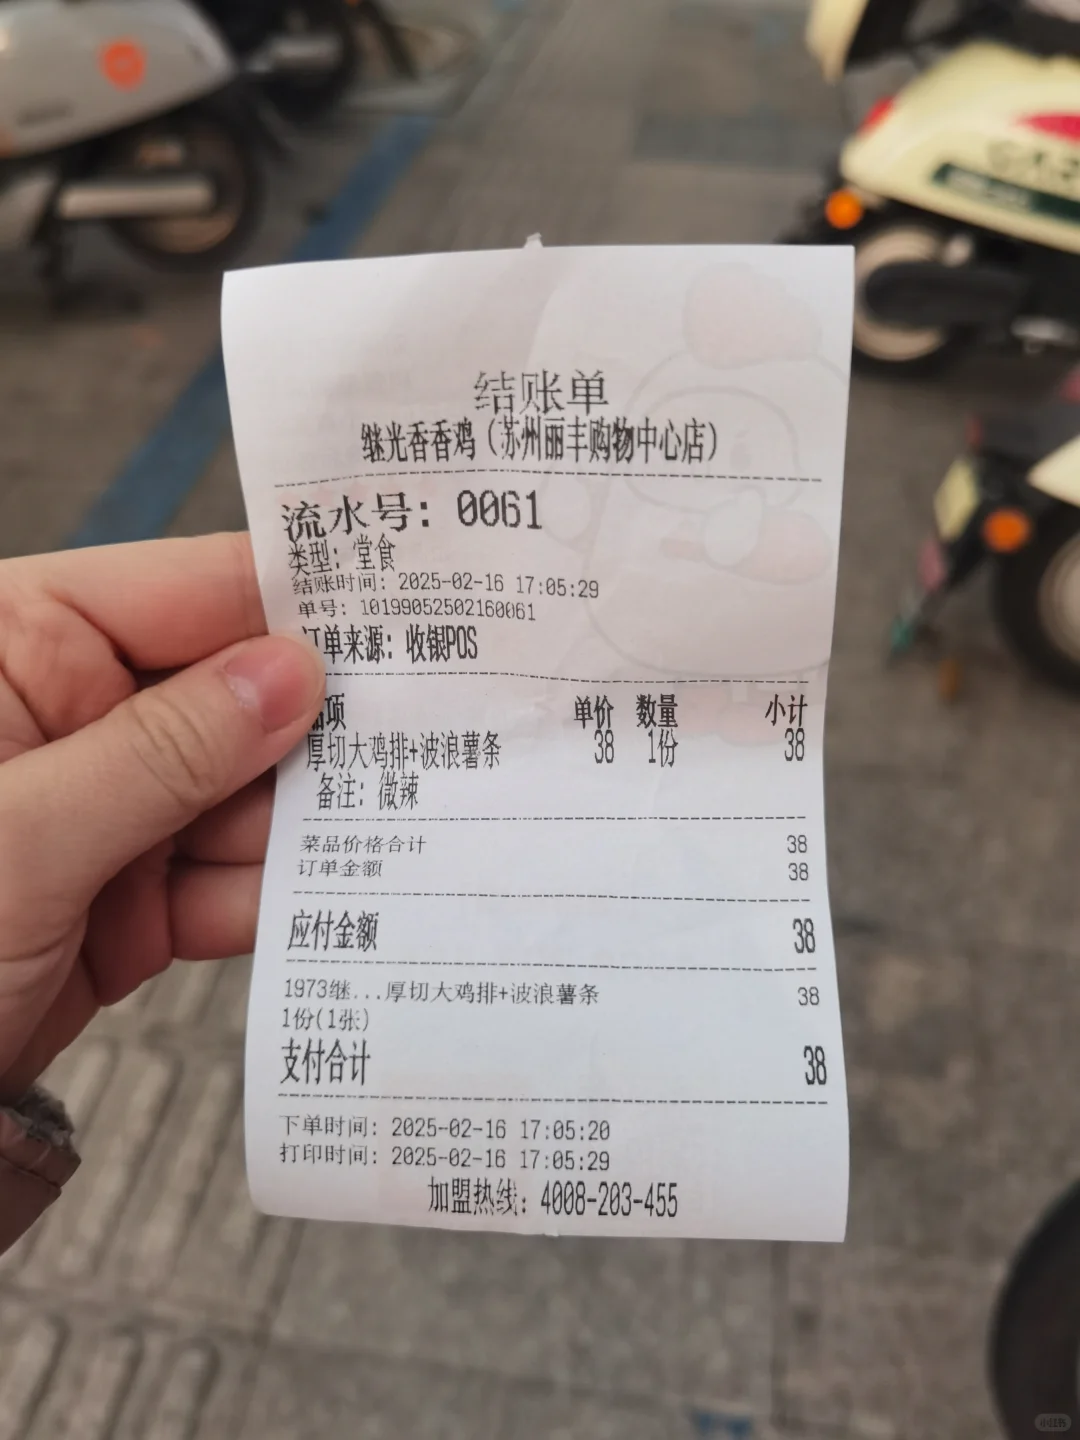 结账单
继光香香鸡（苏州丽丰购物中心店）
流水号：0061
类型：堂食
结账时间：2025-02-16 17:05:29
单号：10199052502160061
订单来源：收银POS
品项 单价 数量 小计
厚切大鸡排+波浪薯条 38 1份 38
备注：微辣
菜品价格合计 38
订单金额 38
应付金额 38
1973继...厚切大鸡排+波浪薯条 38
1份(1张)
支付合计 38
下单时间：2025-02-16 17:05:20
打印时间：2025-02-16 17:05:29
加盟热线：4008-203-455
小红书